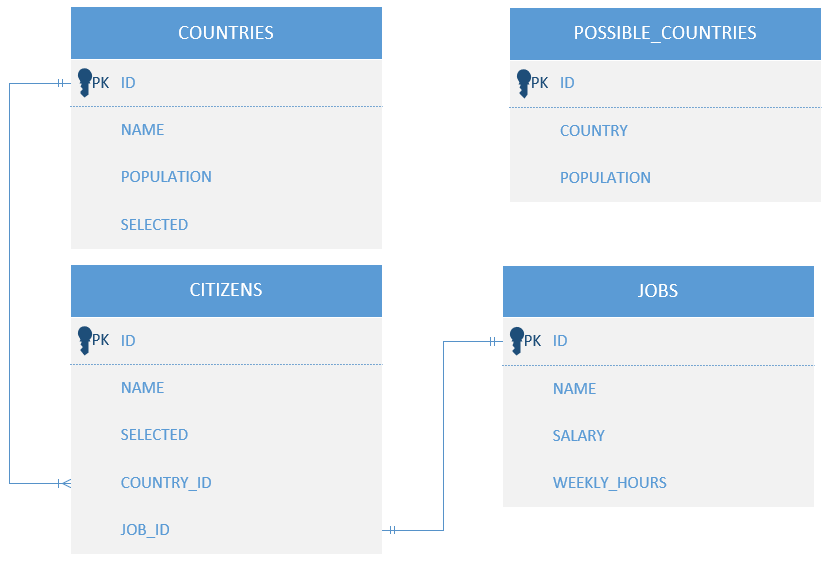 COUNTRIES
PK ID
NAME
POPULATION
SELECTED
POSSIBLE_COUNTRIES
PK ID
COUNTRY
POPULATION
CITIZENS
PK ID
NAME
SELECTED
COUNTRY_ID
JOB_ID
JOBS
PK ID
NAME
SALARY
WEEKLY_HOURS